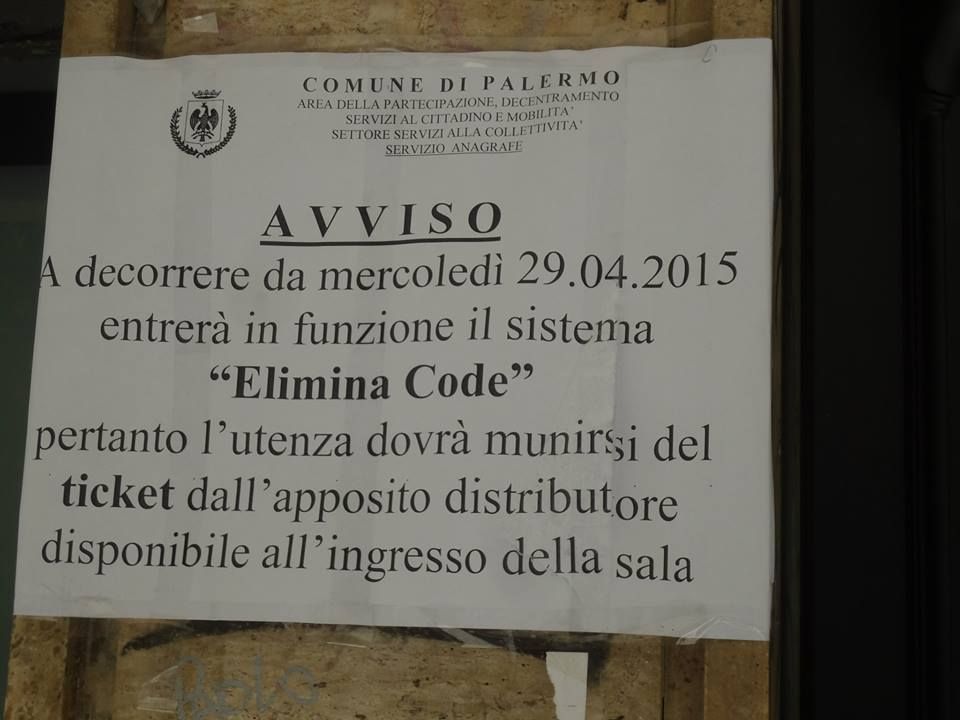 COMUNE DI PALERMO
AREA DELLA PARTECIPAZIONE, DECENTRAMENTO
SERVIZI AL CITTADINO E MOBILITA'
SETTORE SERVIZI ALLA COLLETTIVITA'
SERVIZIO ANAGRAFE
AVVISO
A decorrere da mercoledì 29.04.2015
entrerà in funzione il sistema
“Elimina Code”
pertanto l’utenza dovrà munirsi del
ticket dall’apposito distributore
disponibile all’ingresso della sala